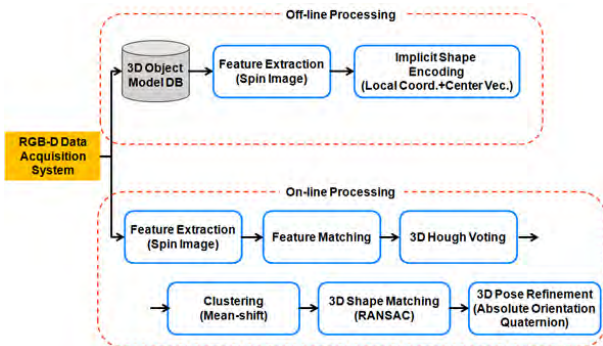 Off-line Processing
3D Object
Model DB
Feature Extraction
(Spin Image)
Implicit Shape
Encoding
(Local Coord.+Center Vec.)
RGB-D Data
Acquisition
System
On-line Processing
Feature Extraction
(Spin Image)
Feature Matching
3D Hough Voting
Clustering
(Mean-shift)
3D Shape Matching
(RANSAC)
3D Pose Refinement
(Absolute Orientation
Quaternion)